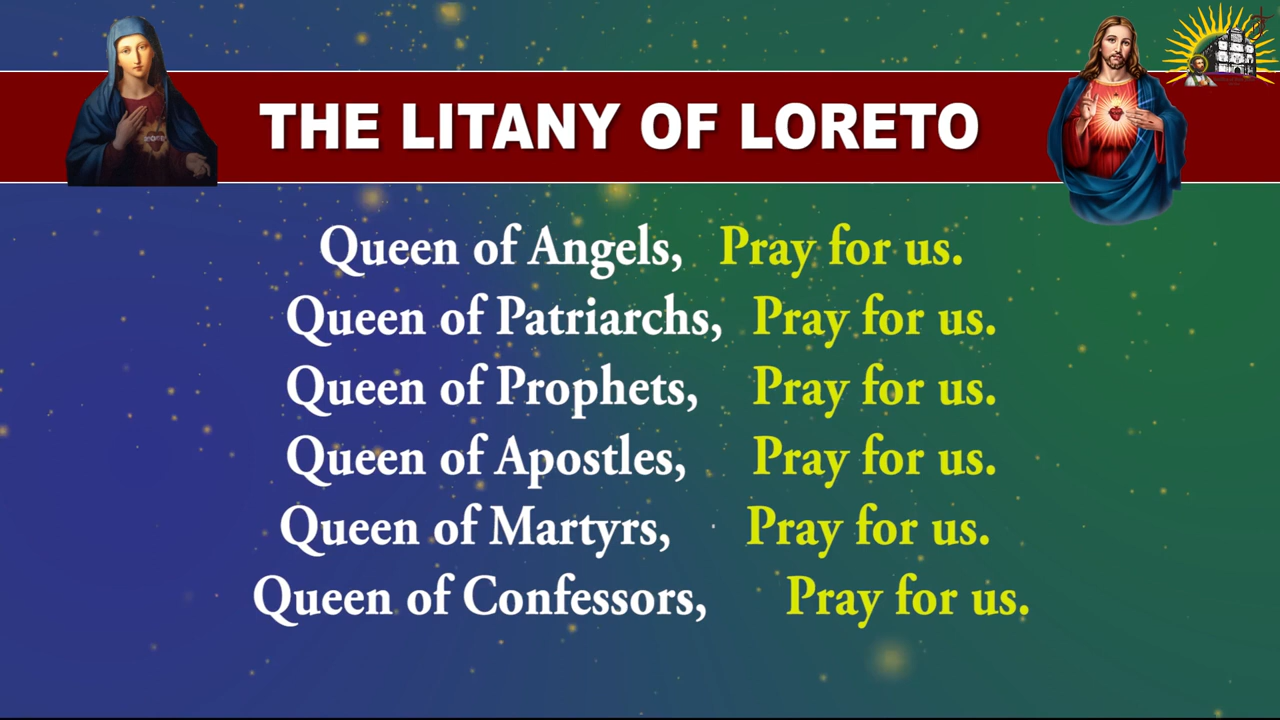 THE LITANY OF LORETO
Queen of Angels, Pray for us.
Queen of Patriarchs, Pray for us.
Queen of Prophets, Pray for us.
Queen of Apostles, Pray for us.
Queen of Martyrs, Pray for us.
Queen of Confessors, Pray for us.